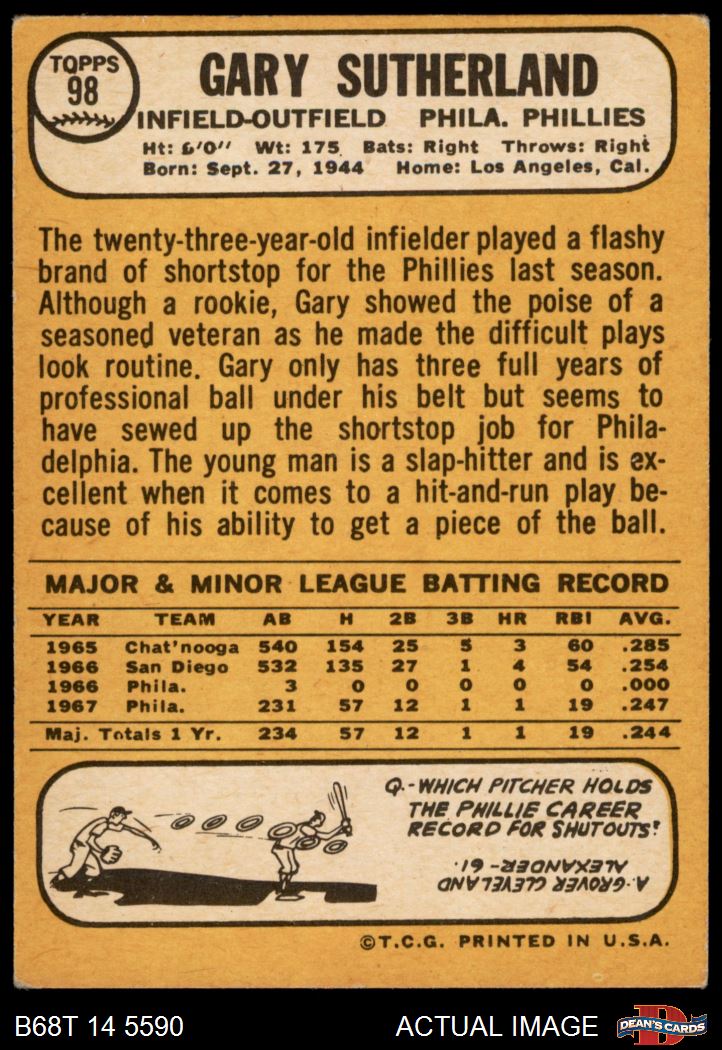 TOPPS
98
GARY SUTHERLAND
INFIELD-OUTFIELD PHILA. PHILLIES
Ht: 6'0" Wt: 175 Bats: Right Throws: Right
Born: Sept. 27, 1944 Home: Los Angeles, Cal.
The twenty-three-year-old infielder played a flashy
brand of shortstop for the Phillies last season.
Although a rookie, Gary showed the poise of a
seasoned veteran as he made the difficult plays
look routine. Gary only has three full years of
professional ball under his belt but seems to
have sewed up the shortstop job for Phila-
delphia. The young man is a slap-hitter and is ex-
cellent when it comes to a hit-and-run play be-
cause of his ability to get a piece of the ball.
MAJOR & MINOR LEAGUE BATTING RECORD
YEAR TEAM AB H 2B 3B HR RBI AVG.
1965 Chat'nooga 540 154 25 5 3 60 .285
1966 San Diego 532 135 27 1 4 54 .254
1966 Phila. 3 0 0 0 0 0 .000
1967 Phila. 231 57 12 1 1 19 .247
Maj. Totals 1 Yr. 234 57 12 1 1 19 .244
Q.-WHICH PITCHER HOLDS
THE PHILLIE CAREER
RECORD FOR SHUTOUTS?
A.-GROVER CLEVELAND
ALEXANDER-61.
©T.C.G. PRINTED IN U.S.A.
B68T 14 5590 ACTUAL IMAGE DEAN'S CARDS